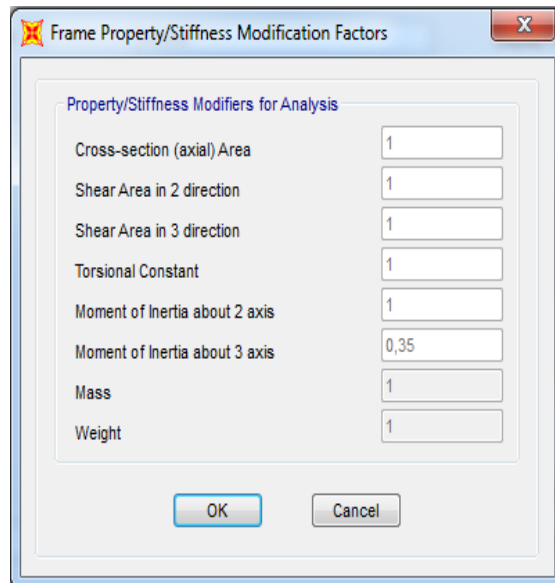 Frame Property/Stiffness Modification Factors
X
Property/Stiffness Modifiers for Analysis
Cross-section (axial) Area 1
Shear Area in 2 direction 1
Shear Area in 3 direction 1
Torsional Constant 1
Moment of Inertia about 2 axis 1
Moment of Inertia about 3 axis 0,35
Mass 1
Weight 1
OK Cancel